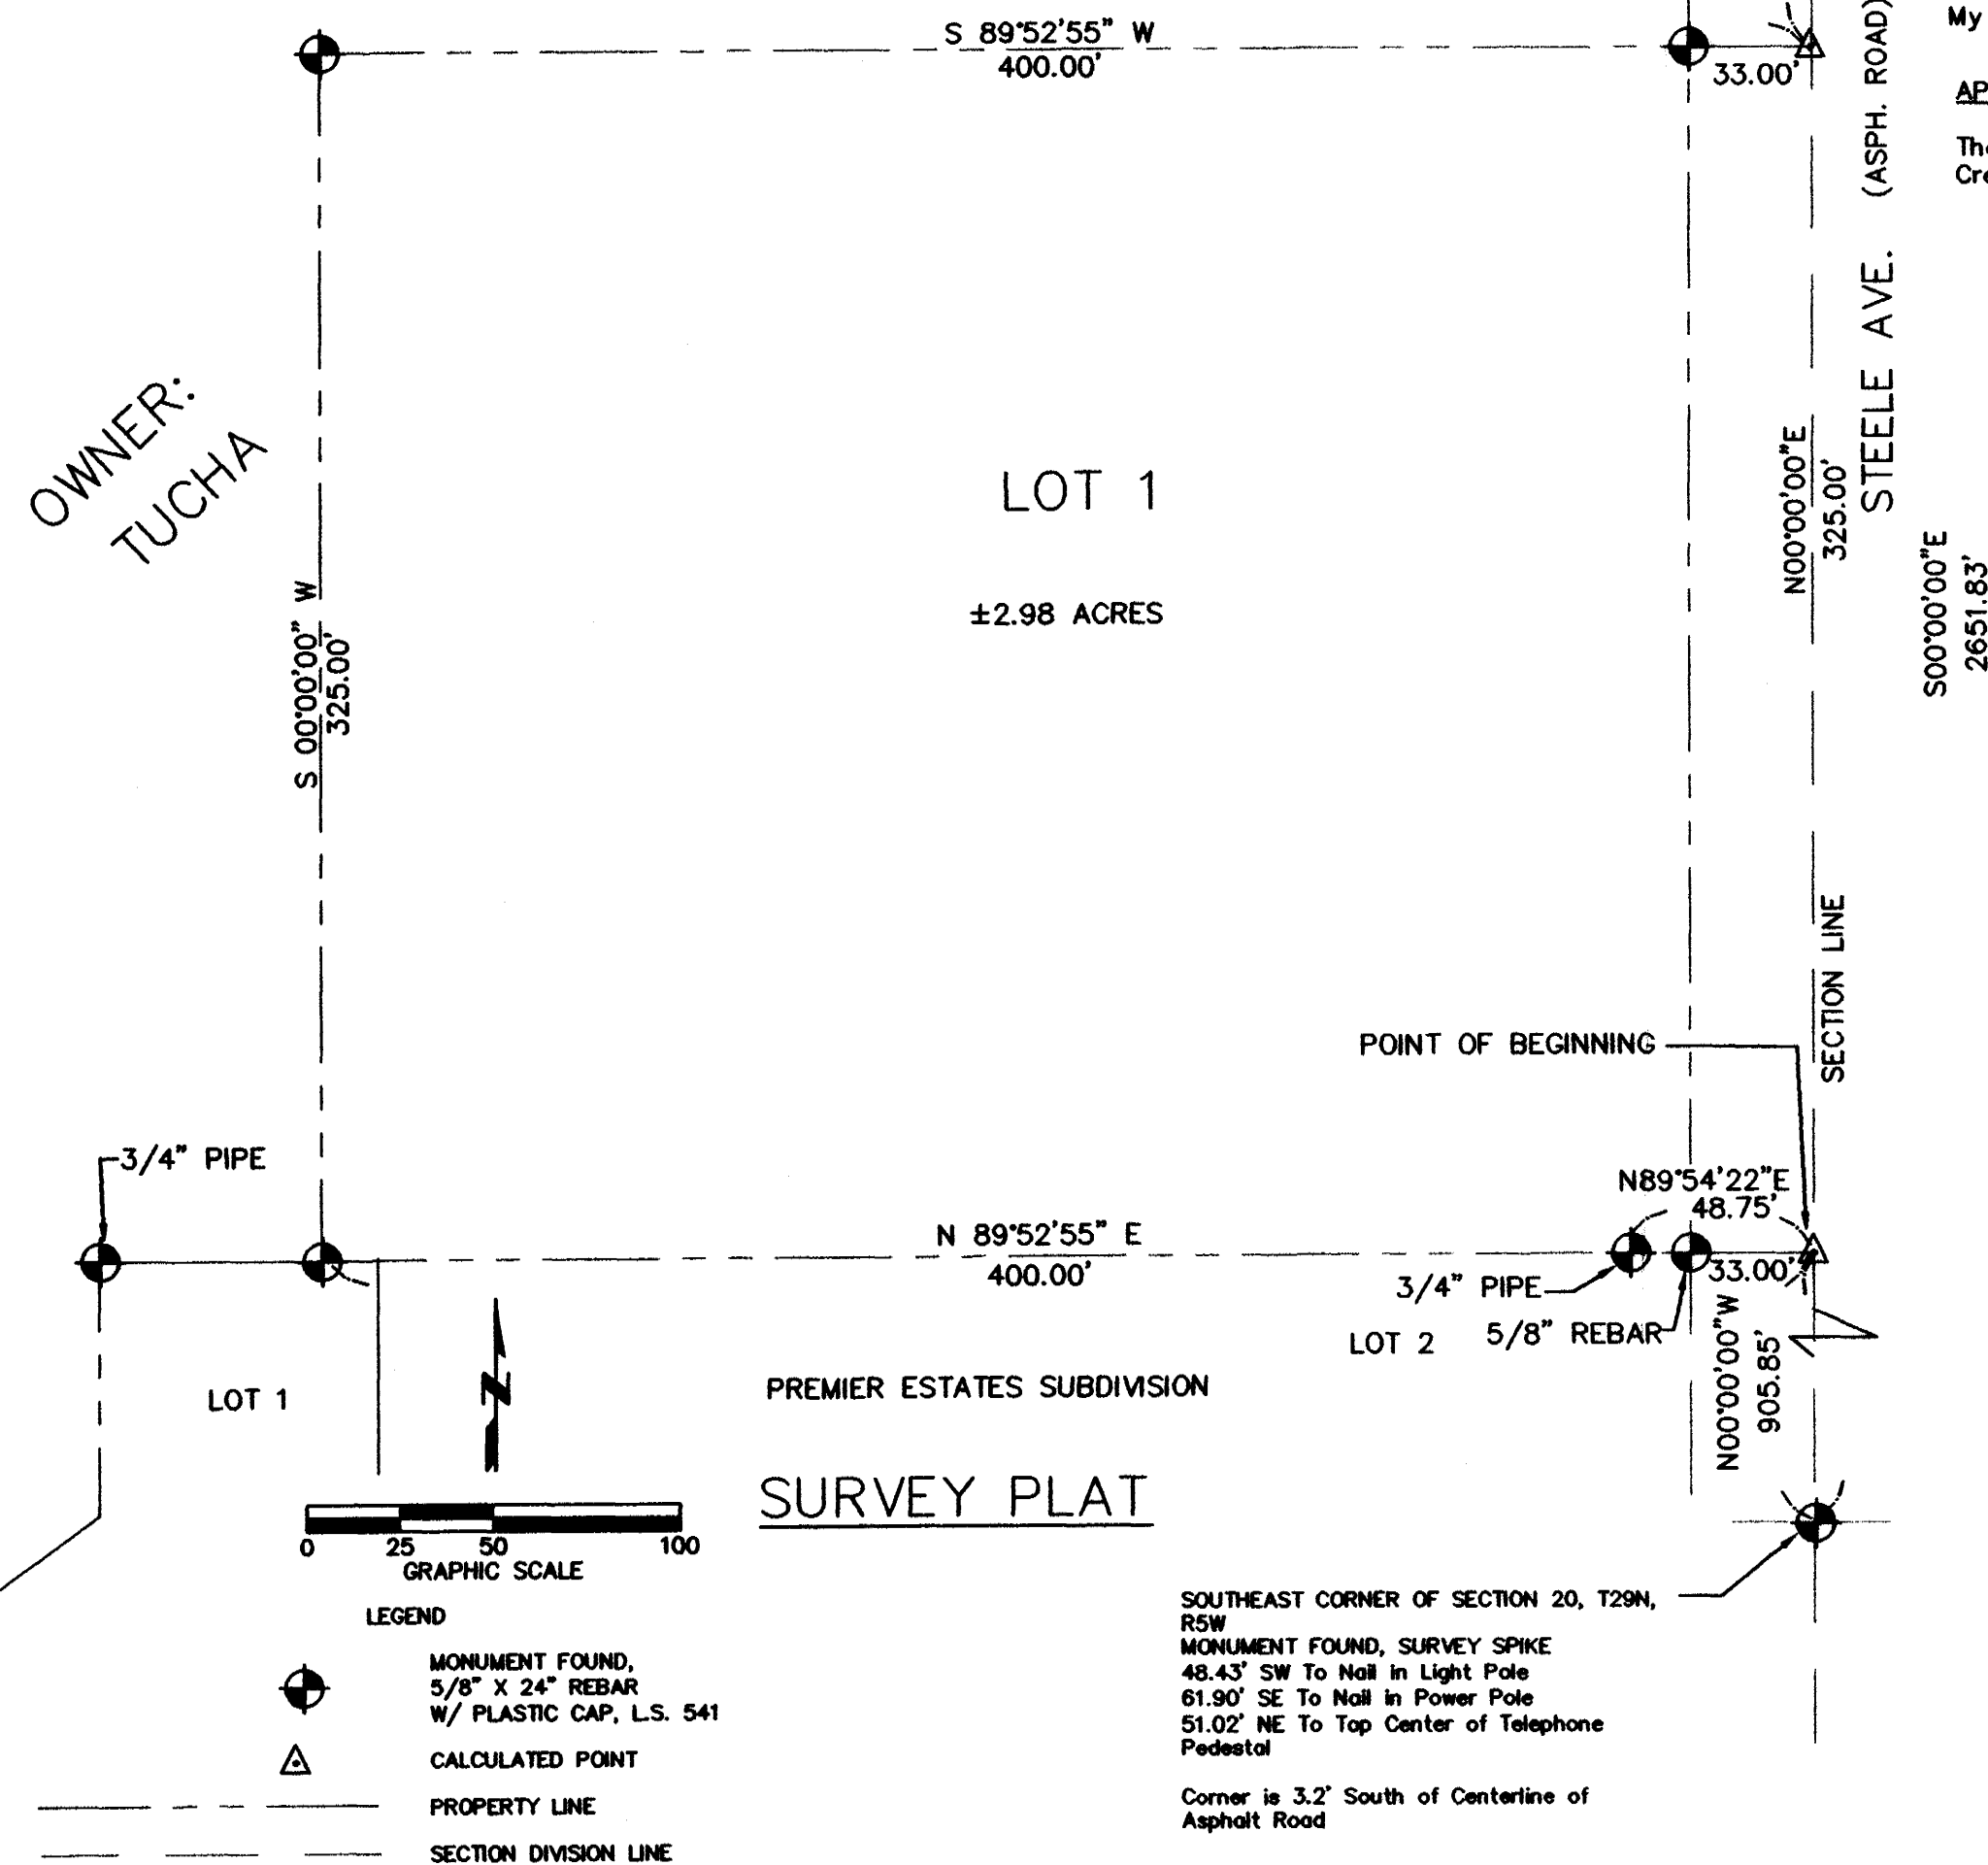 S 89°52'55" W
400.00'
33.00'
My
AP
(ASPH. ROAD)
STEELE AVE.
OWNER:
TUCHA
LOT 1
±2.98 ACRES
N00°00'00"E
325.00'
S00°00'00"E
2651.83'
S 00°00'00" W
325.00'
SECTION LINE
POINT OF BEGINNING
3/4" PIPE
N89°54'22"E
48.75'
N 89°52'55" E
400.00'
33.00'
3/4" PIPE
LOT 2
5/8" REBAR
N00°00'00"W
905.85'
LOT 1
N
PREMIER ESTATES SUBDIVISION
SURVEY PLAT
0 25 50 100
GRAPHIC SCALE
LEGEND
MONUMENT FOUND,
5/8" X 24" REBAR
W/ PLASTIC CAP, L.S. 541
CALCULATED POINT
PROPERTY LINE
SECTION DIVISION LINE
SOUTHEAST CORNER OF SECTION 20, T29N,
R5W
MONUMENT FOUND, SURVEY SPIKE
48.43' SW To Nail in Light Pole
61.90' SE To Nail in Power Pole
51.02' NE To Top Center of Telephone
Pedestal
Corner is 3.2' South of Centerline of
Asphalt Road